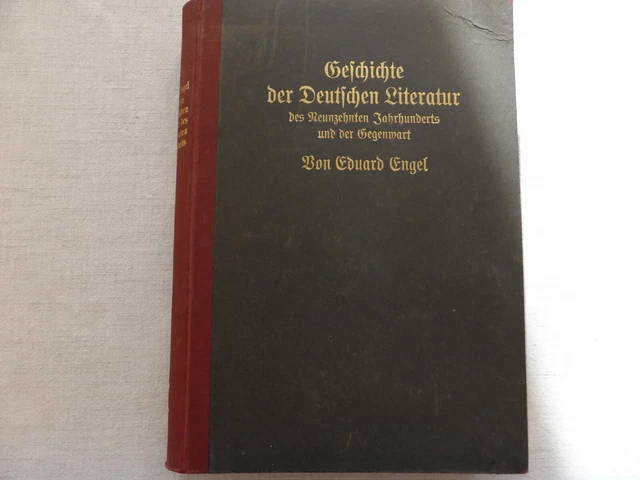 Geschichte
der Deutschen Literatur
des Neunzehnten Jahrhunderts
und der Gegenwart
Von Eduard Engel